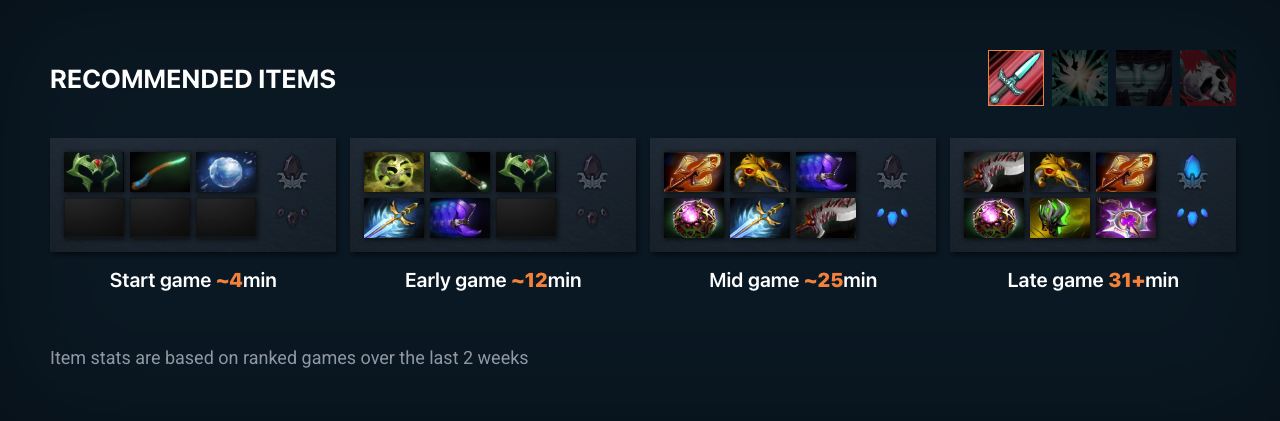 RECOMMENDED ITEMS
Start game ~4min
Early game ~12min
Mid game ~25min
Late game 31+min
Item stats are based on ranked games over the last 2 weeks